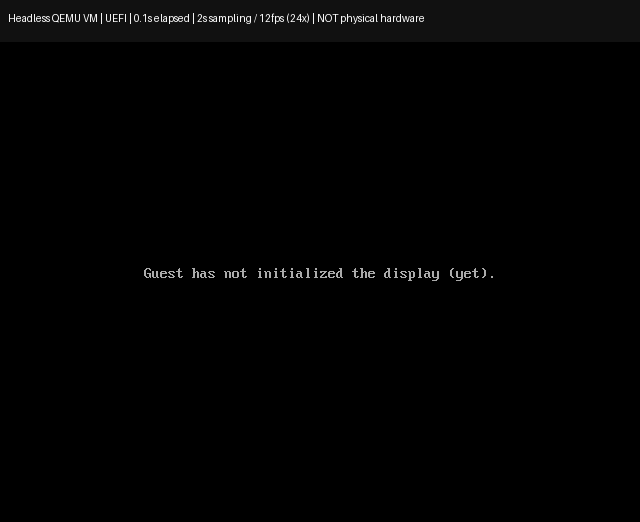 Headless QEMU VM | UEFI | 0.1s elapsed | 2s sampling / 12fps (24x) | NOT physical hardware
Guest has not initialized the display (yet).